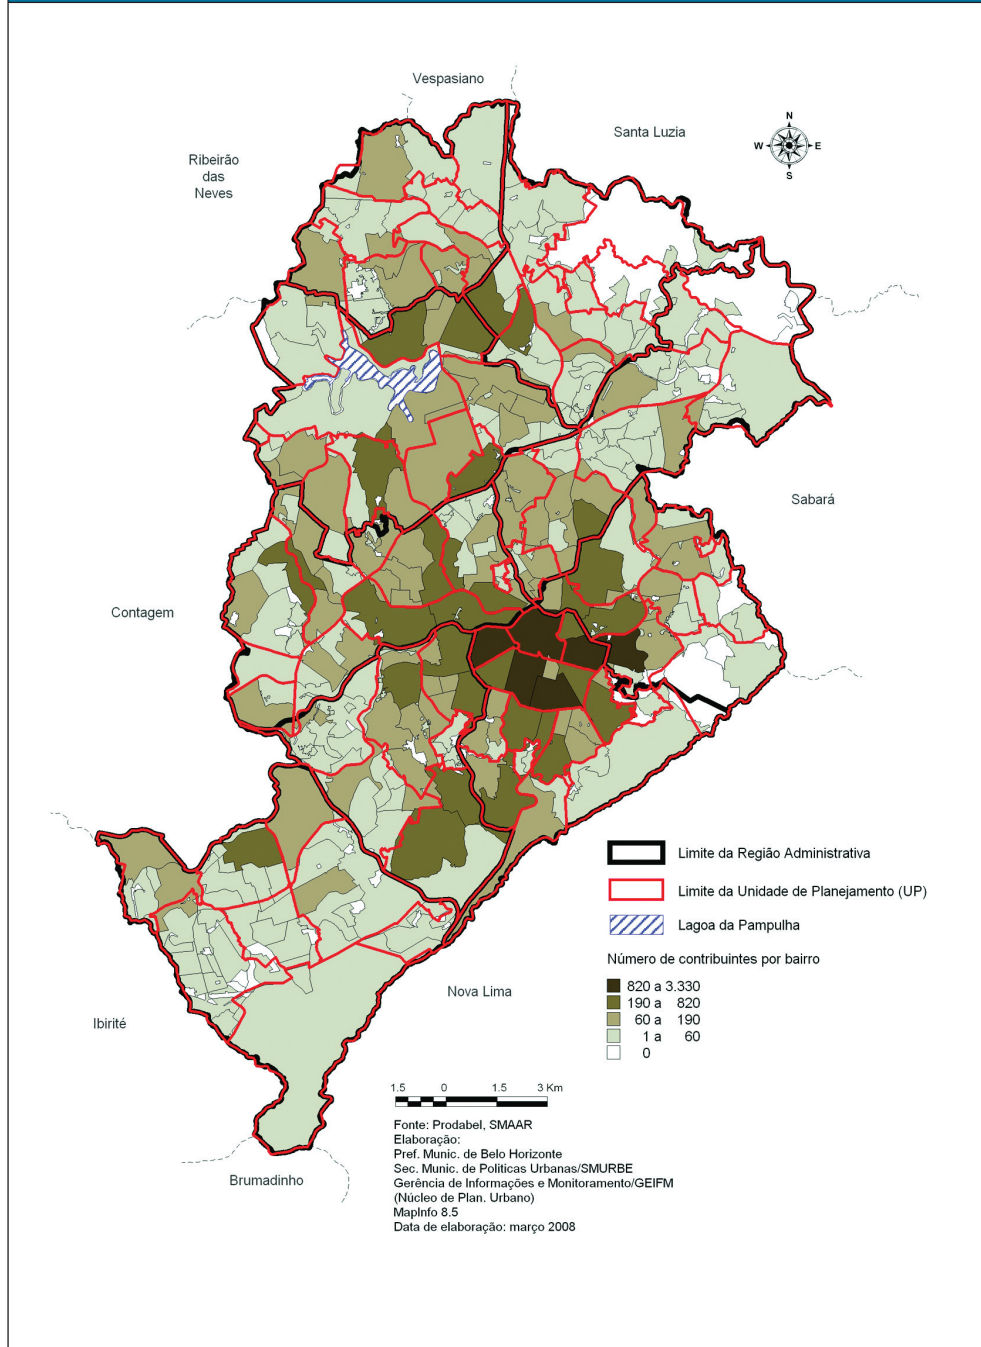 Vespasiano
Santa Luzia
N
W
E
S
Ribeirão
das
Neves
Sabará
Contagem
Limite da Região Administrativa
Limite da Unidade de Planejamento (UP)
Lagoa da Pampulha
Número de contribuintes por bairro
820 a 3.330
190 a 820
60 a 190
1 a 60
0
Nova Lima
Ibirité
1.5 0 1.5 3 Km
Fonte: Prodabel, SMAAR
Elaboração:
Pref. Munic. de Belo Horizonte
Sec. Munic. de Politicas Urbanas/SMURBE
Gerência de Informações e Monitoramento/GEIFM
(Núcleo de Plan. Urbano)
MapInfo 8.5
Data de elaboração: março 2008
Brumadinho